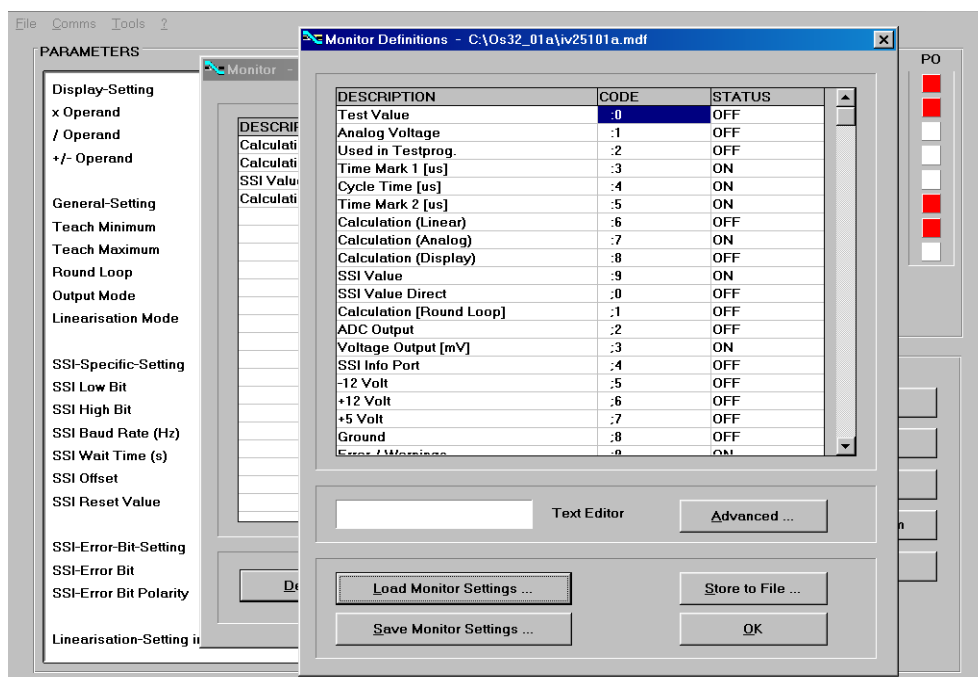 File Comms Tools ?
PARAMETERS
Display-Setting
x Operand
/ Operand
+/- Operand
General-Setting
Teach Minimum
Teach Maximum
Round Loop
Output Mode
Linearisation Mode
SSI-Specific-Setting
SSI Low Bit
SSI High Bit
SSI Baud Rate (Hz)
SSI Wait Time (s)
SSI Offset
SSI Reset Value
SSI-Error-Bit-Setting
SSI-Error Bit
SSI-Error Bit Polarity
Linearisation-Setting
Monitor -
DESCRIP
Calculati
Calculati
SSI Valu
Calculati
De
Monitor Definitions - C:\Os32_01a\iv25101a.mdf
DESCRIPTION CODE STATUS
Test Value :0 OFF
Analog Voltage :1 OFF
Used in Testprog. :2 OFF
Time Mark 1 [us] :3 ON
Cycle Time [us] :4 ON
Time Mark 2 [us] :5 ON
Calculation (Linear) :6 OFF
Calculation (Analog) :7 ON
Calculation (Display) :8 OFF
SSI Value :9 ON
SSI Value Direct ;0 OFF
Calculation [Round Loop] ;1 OFF
ADC Output ;2 OFF
Voltage Output [mV] ;3 ON
SSI Info Port ;4 OFF
-12 Volt ;5 OFF
+12 Volt ;6 OFF
+5 Volt ;7 OFF
Ground ;8 OFF
Error / Warnings ;9 ON
Text Editor
Advanced ...
Load Monitor Settings ...
Store to File ...
Save Monitor Settings ...
OK
PO
n